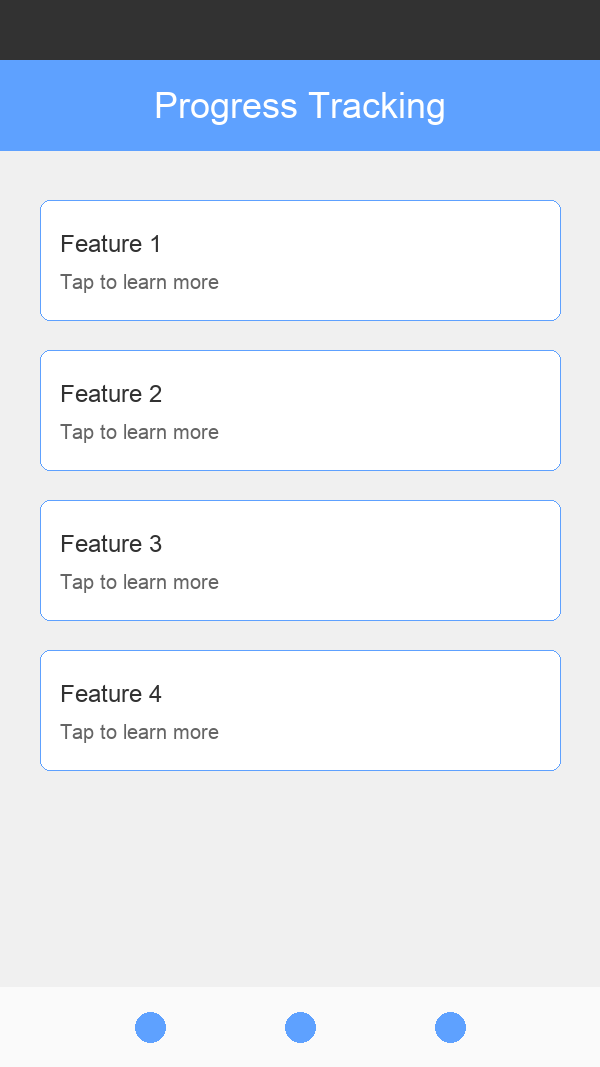 Progress Tracking
Feature 1
Tap to learn more
Feature 2
Tap to learn more
Feature 3
Tap to learn more
Feature 4
Tap to learn more